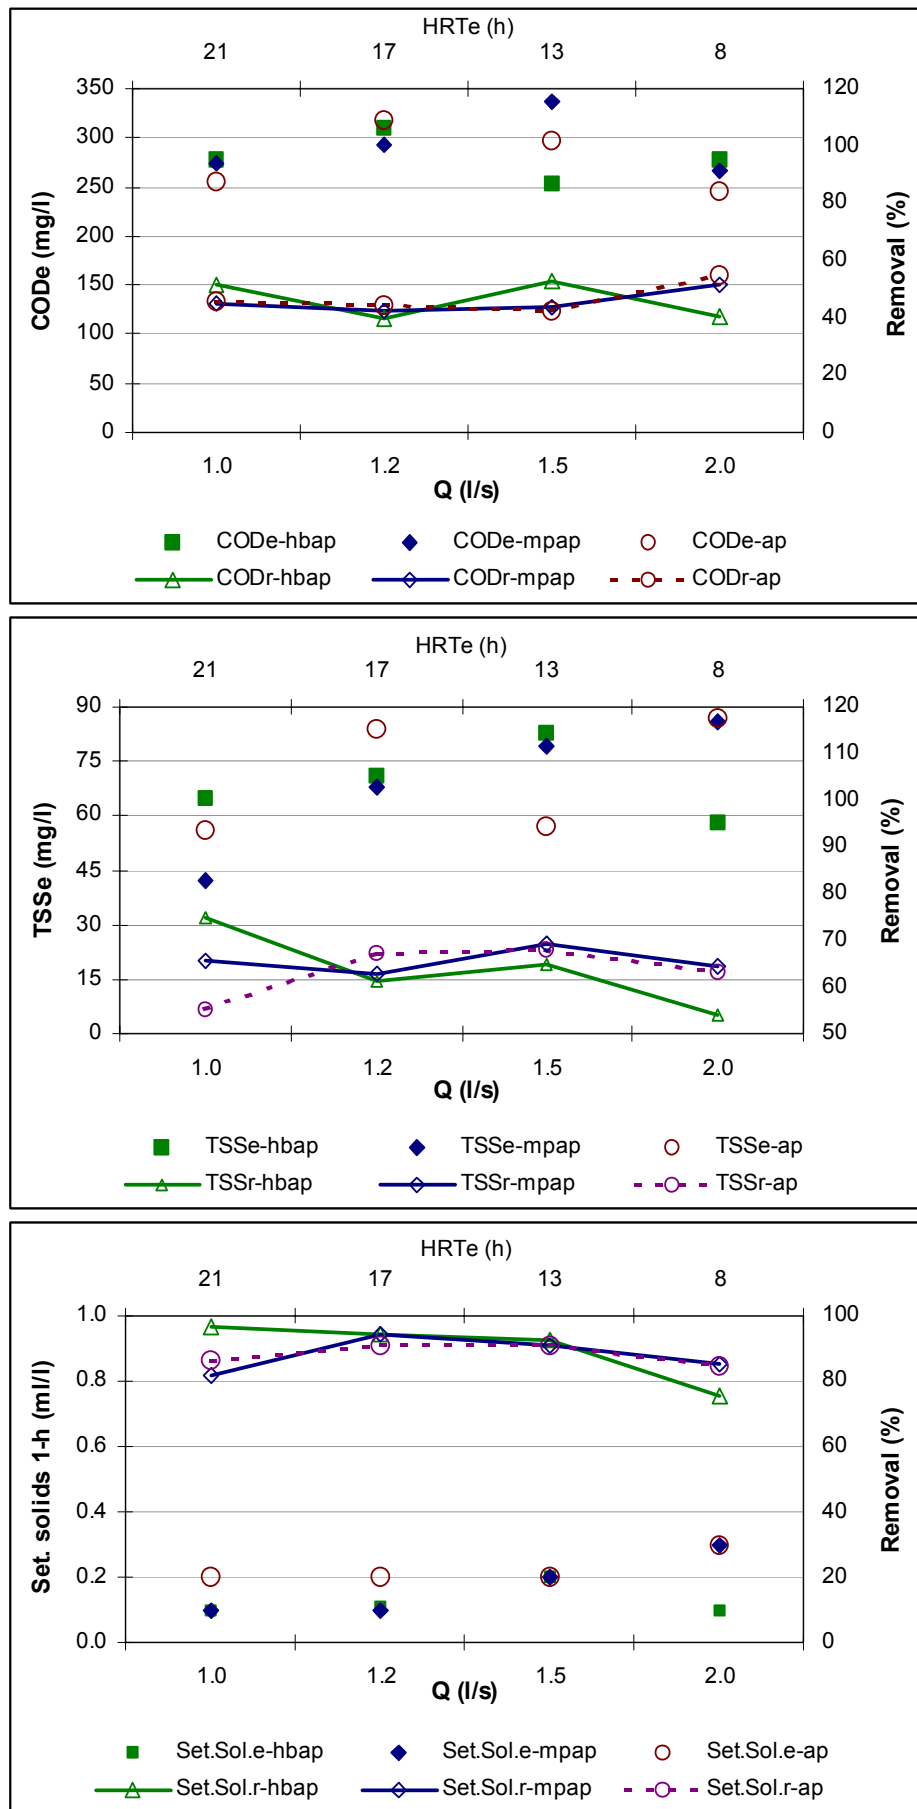 HRTe (h)
21 17 13 8
350 120
300 100
250 80
200
150 60
100 40
50 20
0 0
CODe (mg/l)
Removal (%)
1.0 1.2 1.5 2.0
Q (l/s)
CODe-hbap CODe-mpap CODe-ap
CODr-hbap CODr-mpap CODr-ap
HRTe (h)
21 17 13 8
90 120
75 110
60 100
45 90
30 80
15 70
0 60
50
TSSe (mg/l)
Removal (%)
1.0 1.2 1.5 2.0
Q (l/s)
TSSe-hbap TSSe-mpap TSSe-ap
TSSr-hbap TSSr-mpap TSSr-ap
HRTe (h)
21 17 13 8
1.0 100
0.8 80
0.6 60
0.4 40
0.2 20
0.0 0
Set. solids 1-h (ml/l)
Removal (%)
1.0 1.2 1.5 2.0
Q (l/s)
Set.Sol.e-hbap Set.Sol.e-mpap Set.Sol.e-ap
Set.Sol.r-hbap Set.Sol.r-mpap Set.Sol.r-ap